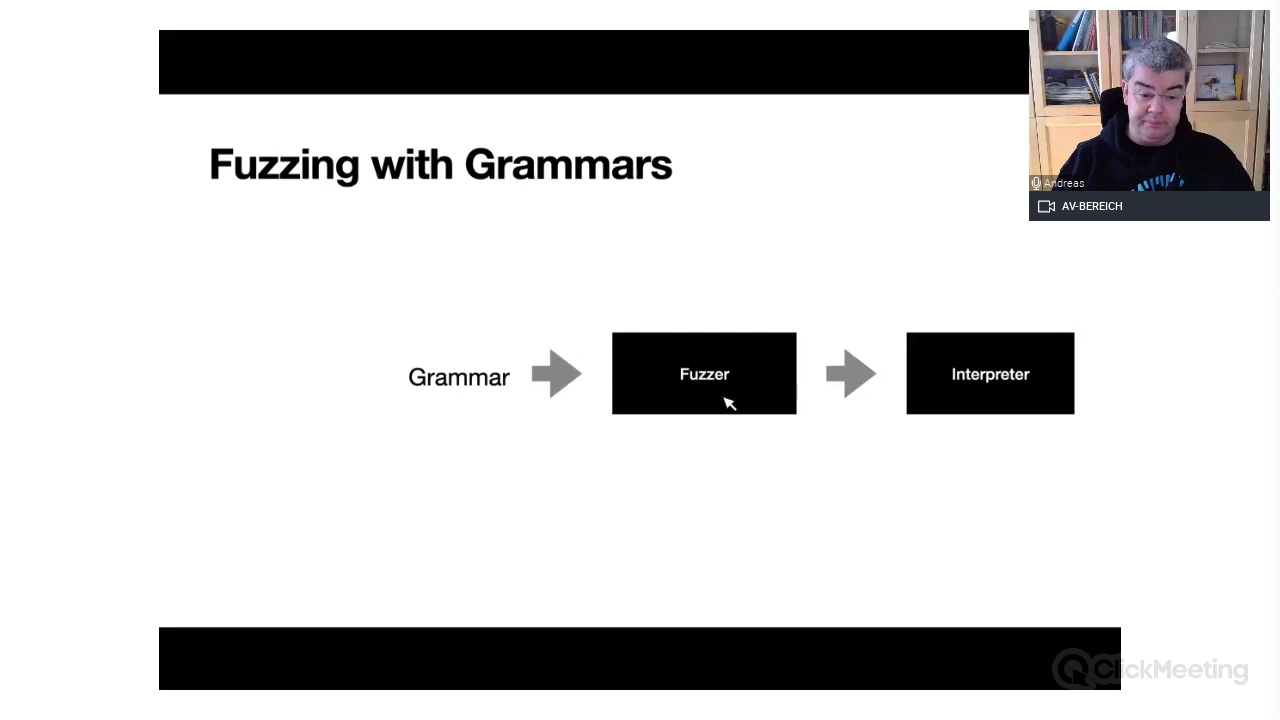 Fuzzing with Grammars
Andreas
AV-BEREICH
Grammar
Fuzzer
Interpreter
ClickMeeting